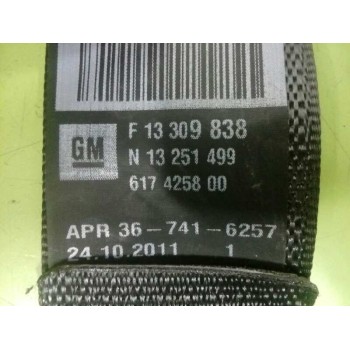 F 13 309 838
GM
N 13 251 499
617 4258 00
APR 36-741-6257
24.10.2011 1